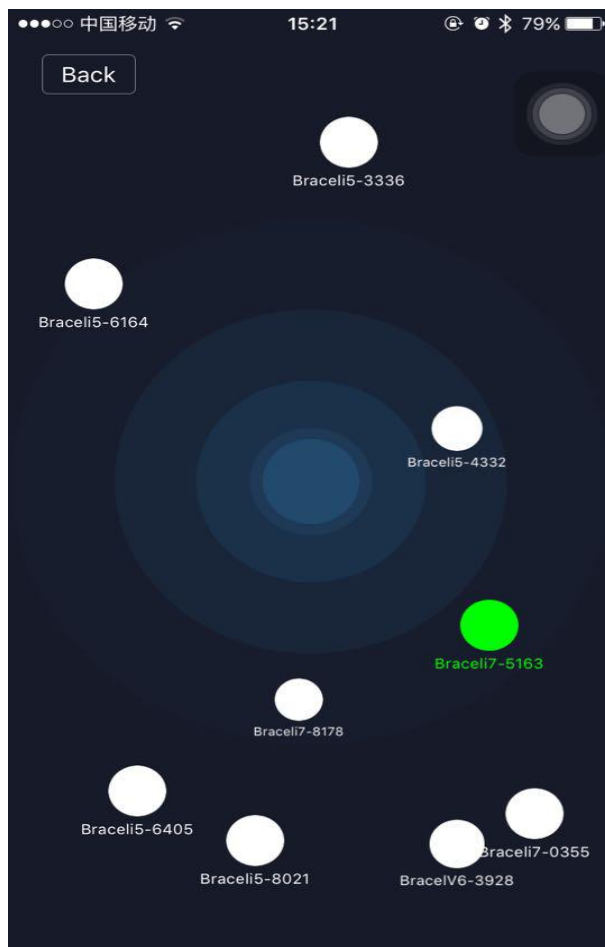 中国移动 15:21 79%
Back
Braceli5-3336
Braceli5-6164
Braceli5-4332
Braceli7-5163
Braceli7-8178
Braceli5-6405
Braceli7-0355
Braceli5-8021
BracelV6-3928